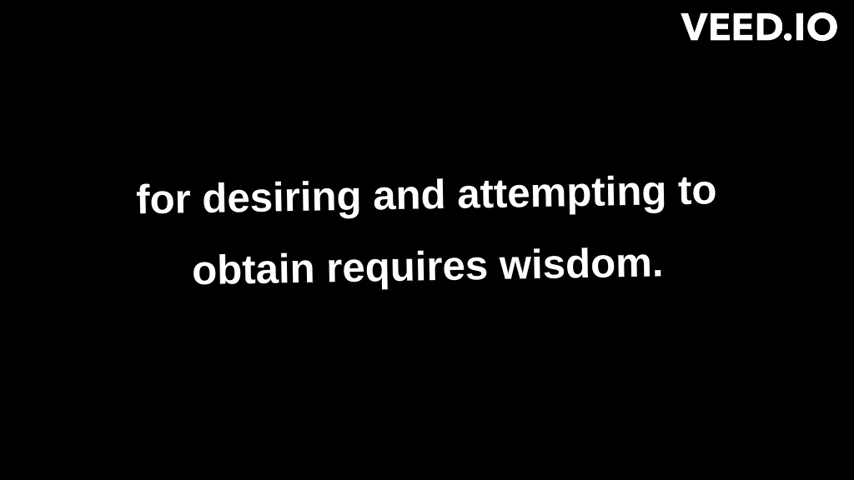 VEED.IO
for desiring and attempting to
obtain requires wisdom.